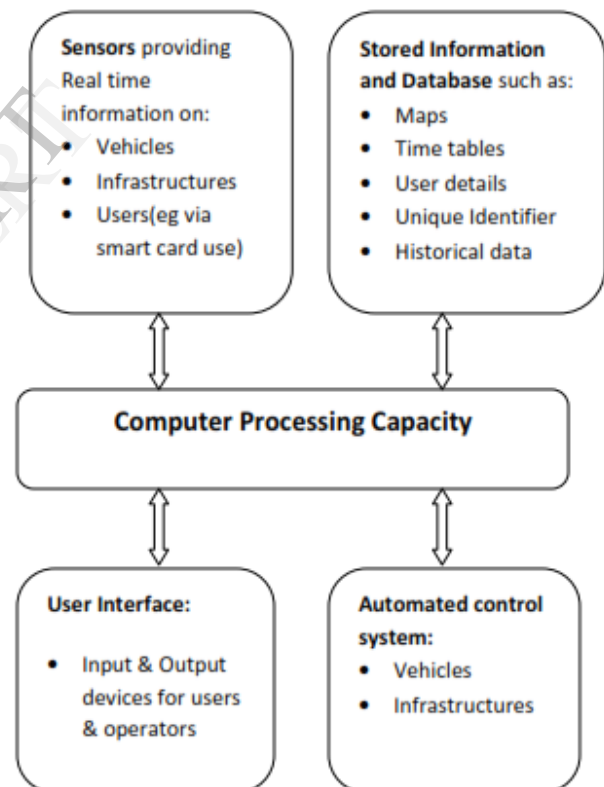 Sensors providing
Real time
information on:
• Vehicles
• Infrastructures
• Users(eg via
smart card use)
Stored Information
and Database such as:
• Maps
• Time tables
• User details
• Unique Identifier
• Historical data
Computer Processing Capacity
User Interface:
• Input & Output
devices for users
& operators
Automated control
system:
• Vehicles
• Infrastructures